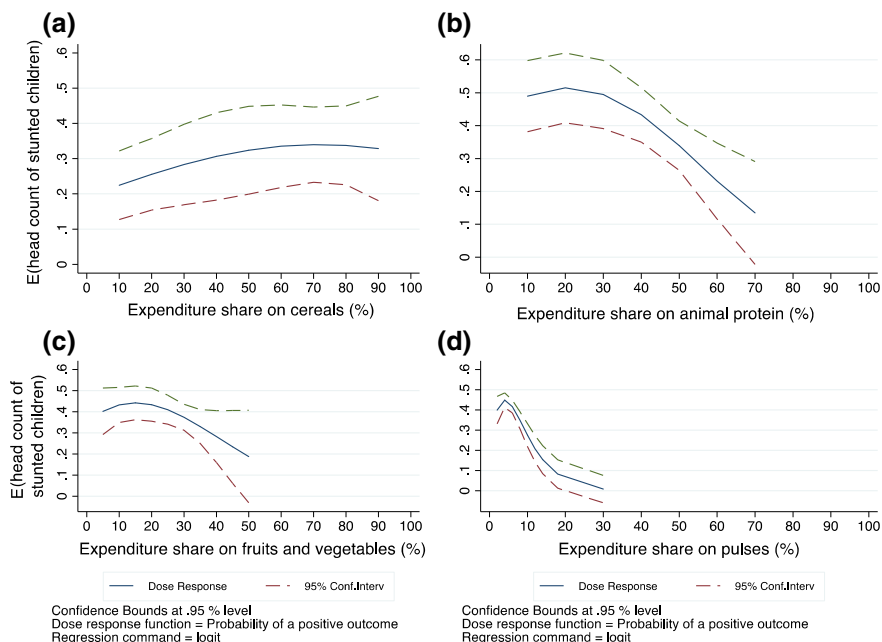 (a)
E(head count of stunted children)
.6
.5
.4
.3
.2
.1
0
0 10 20 30 40 50 60 70 80 90 100
Expenditure share on cereals (%)
(b)
.6
.5
.4
.3
.2
.1
0
0 10 20 30 40 50 60 70 80 90 100
Expenditure share on animal protein (%)
(c)
E(head count of
stunted children)
.6
.5
.4
.3
.2
.1
0
0 10 20 30 40 50 60 70 80 90 100
Expenditure share on fruits and vegetables (%)
(d)
.6
.5
.4
.3
.2
.1
0
0 10 20 30 40 50 60 70 80 90 100
Expenditure share on pulses (%)
Dose Response 95% Conf.Interv
Confidence Bounds at .95 % level
Dose response function = Probability of a positive outcome
Regression command = logit
Dose Response 95% Conf.Interv
Confidence Bounds at .95 % level
Dose response function = Probability of a positive outcome
Regression command = logit